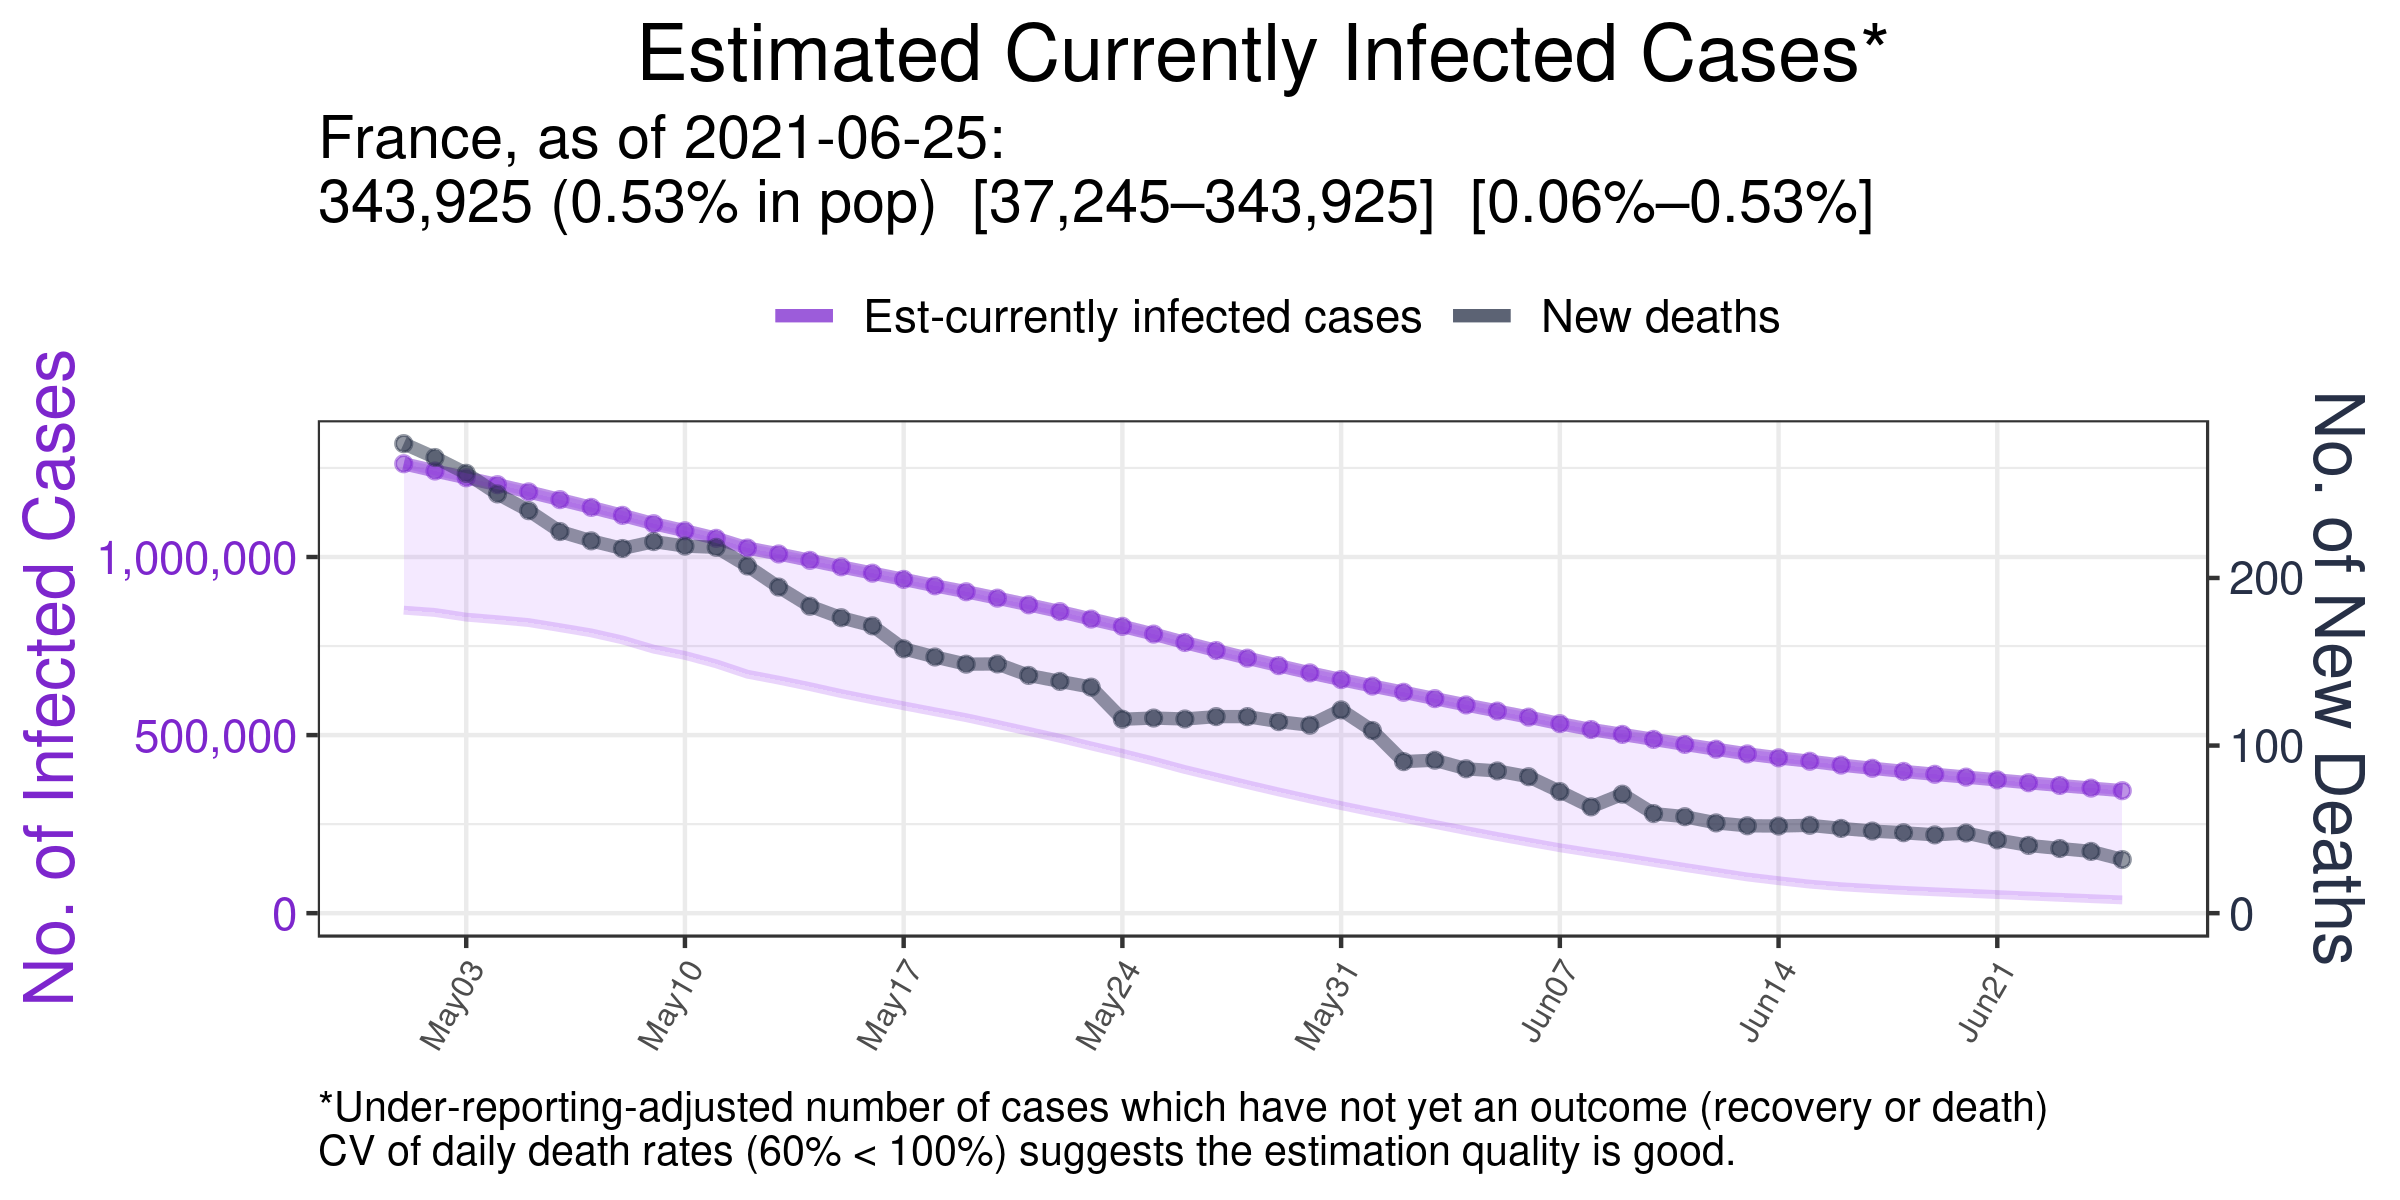 Estimated Currently Infected Cases*
France, as of 2021-06-25:
343,925 (0.53% in pop)  [37,245–343,925]  [0.06%–0.53%]
Est-currently infected cases
New deaths
No. of Infected Cases
1,000,000
500,000
0
No. of New Deaths
200
100
0
May03
May10
May17
May24
May31
Jun07
Jun14
Jun21
*Under-reporting-adjusted number of cases which have not yet an outcome (recovery or death)
CV of daily death rates (60% < 100%) suggests the estimation quality is good.